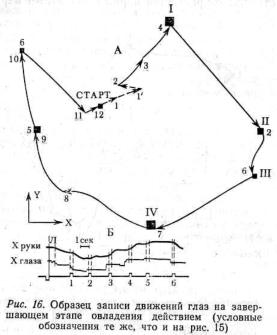 I
4
А
6
10
3
СТАРТ
2
1
1'
11
12
II
2
5
9
6
III
8
Y
X
IV
7
Б
1 сек
X руки
X глаза
1 2 3 4 5 6
Рис. 16. Образец записи движений глаз на завер-
шающем этапе овладения действием (условные
обозначения те же, что и на рис. 15)